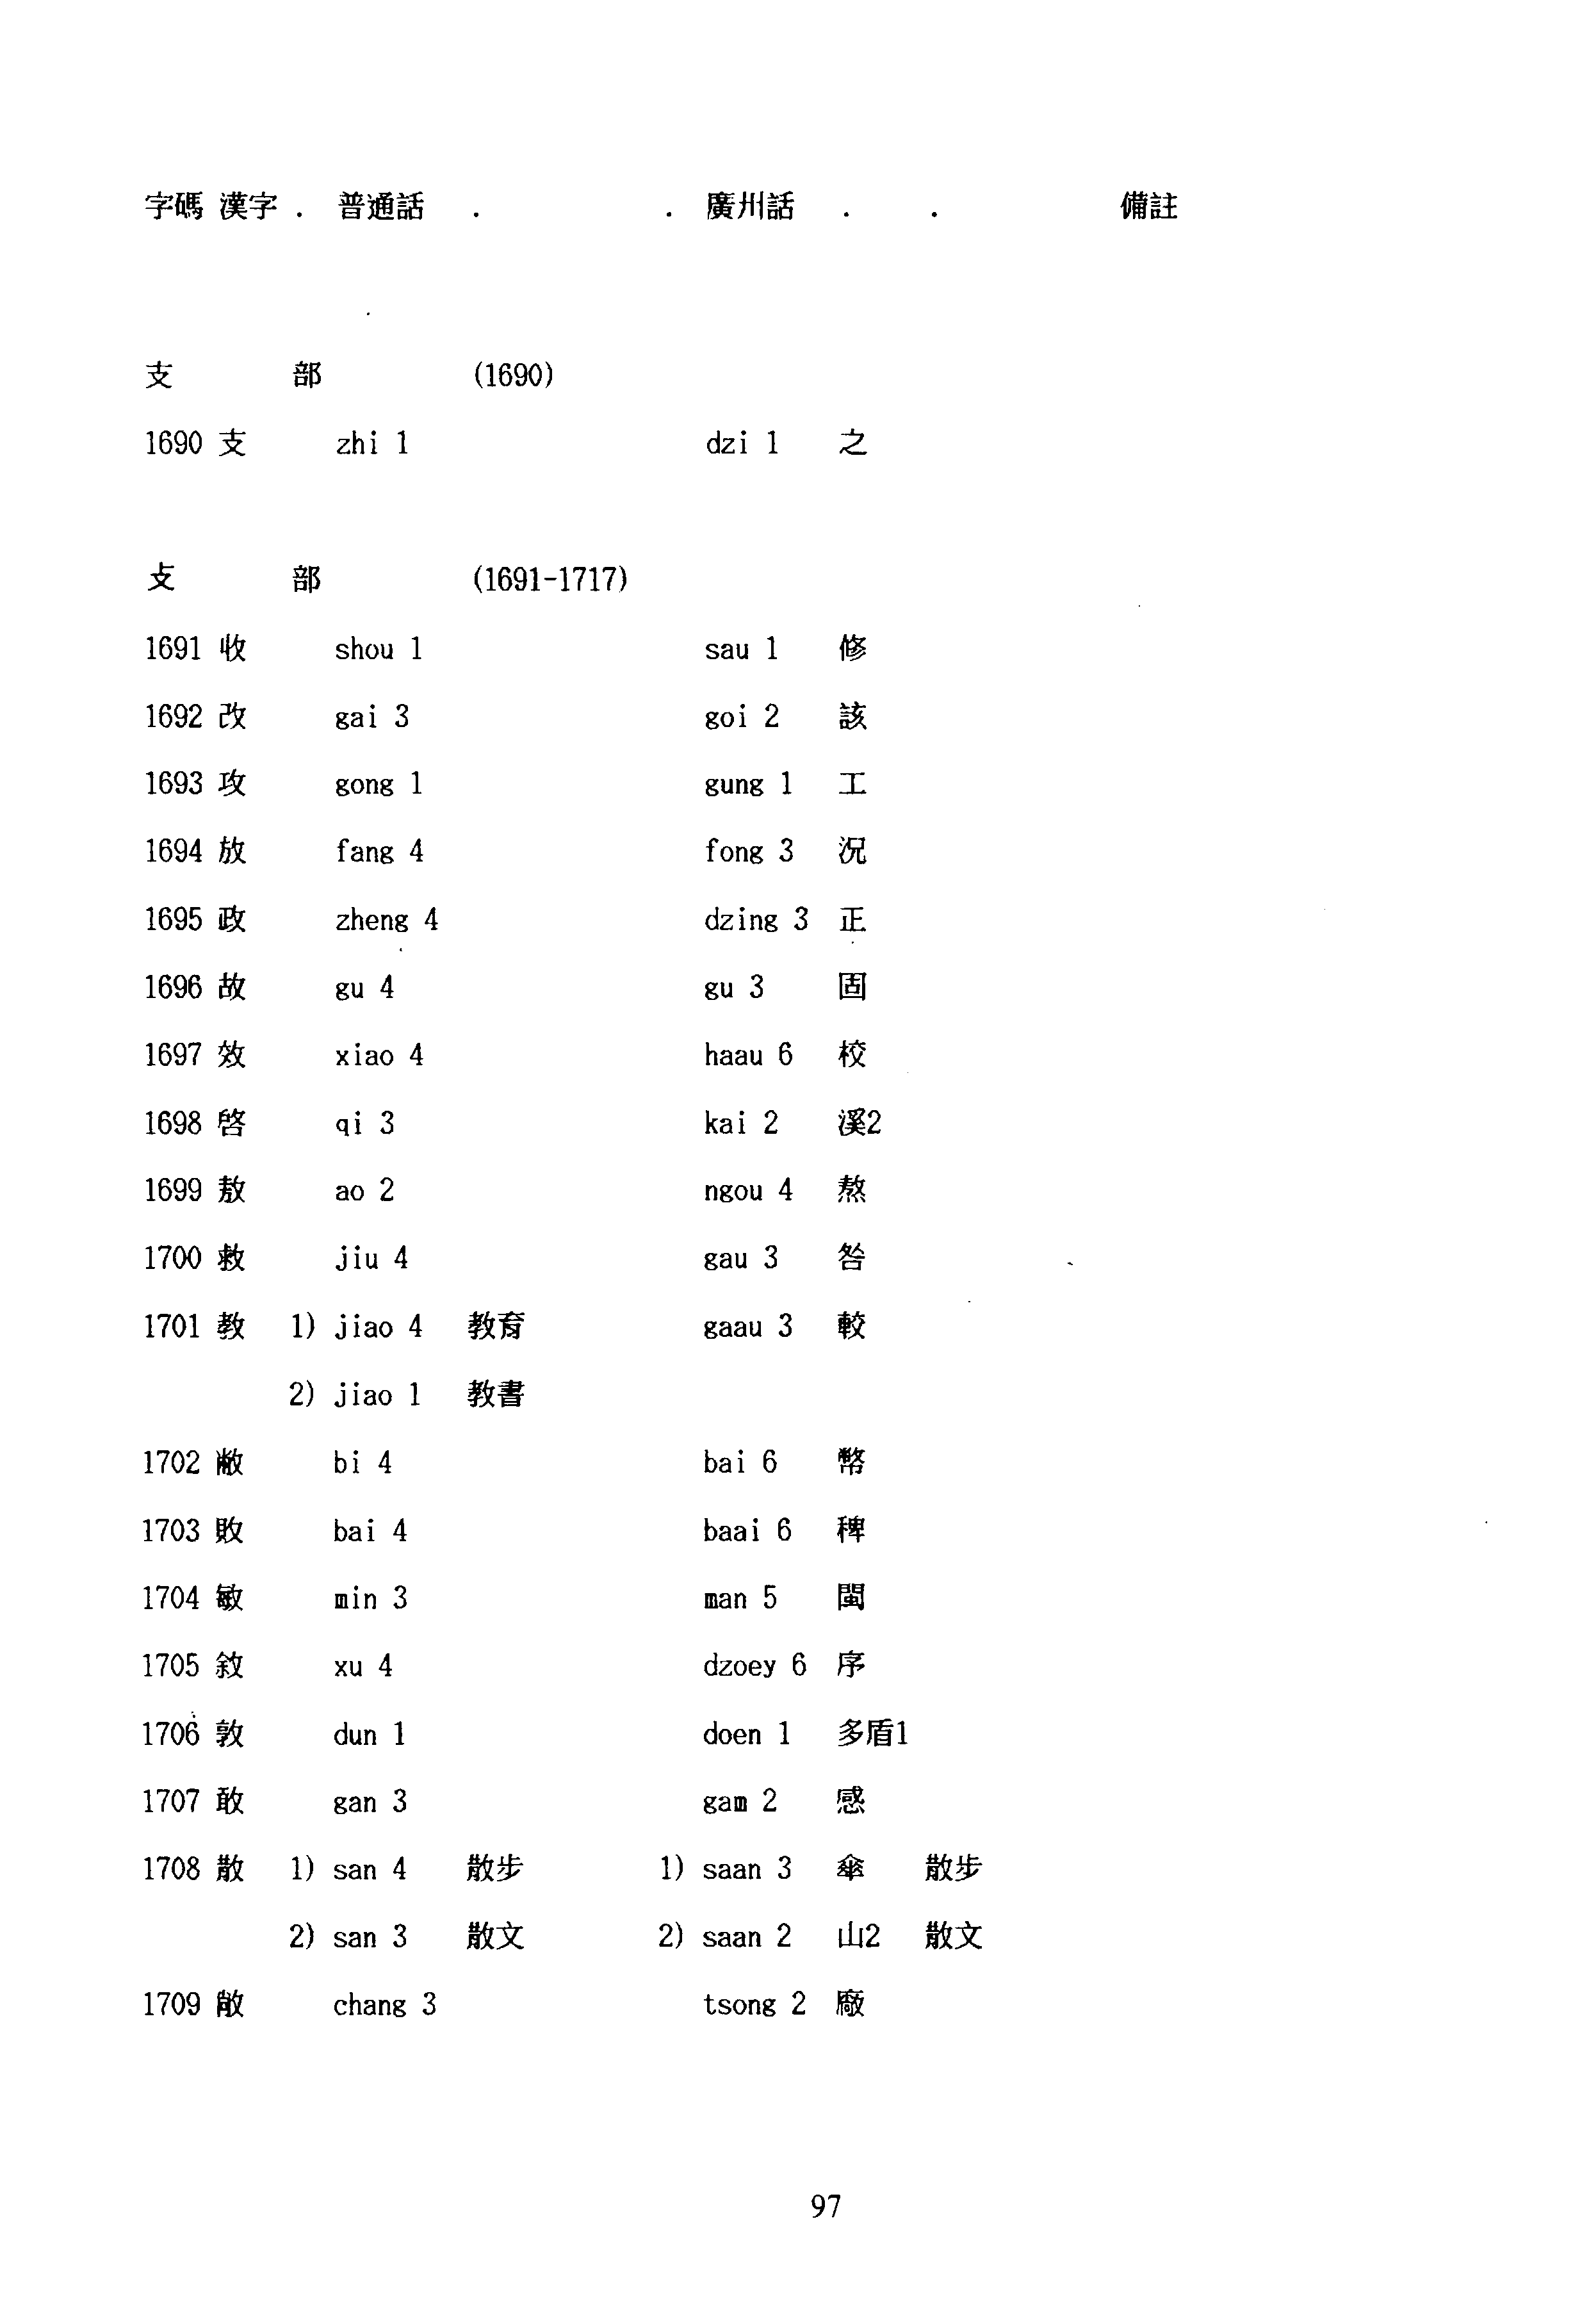 字碼 漢字 . 普通話 . . 廣州話 . . 備註
支 部 (1690)
1690 支 zhi 1 dzi 1 之
攴 部 (1691-1717)
1691 收 shou 1 sau 1 修
1692 改 gai 3 goi 2 該
1693 攻 gong 1 gung 1 工
1694 放 fang 4 fong 3 況
1695 政 zheng 4 dzing 3 正
1696 故 gu 4 gu 3 固
1697 效 xiao 4 haau 6 校
1698 啓 qi 3 kai 2 溪2
1699 敖 ao 2 ngou 4 熬
1700 救 jiu 4 gau 3 咎
1701 教 1) jiao 4 教育 gaau 3 較
2) jiao 1 教書
1702 敝 bi 4 bai 6 幣
1703 敗 bai 4 baai 6 稗
1704 敏 min 3 man 5 閩
1705 敘 xu 4 dzoey 6 序
1706 敦 dun 1 doen 1 多盾1
1707 敢 gan 3 gam 2 感
1708 散 1) san 4 散步 1) saan 3 傘 散步
2) san 3 散文 2) saan 2 山2 散文
1709 敞 chang 3 tsong 2 廠
97